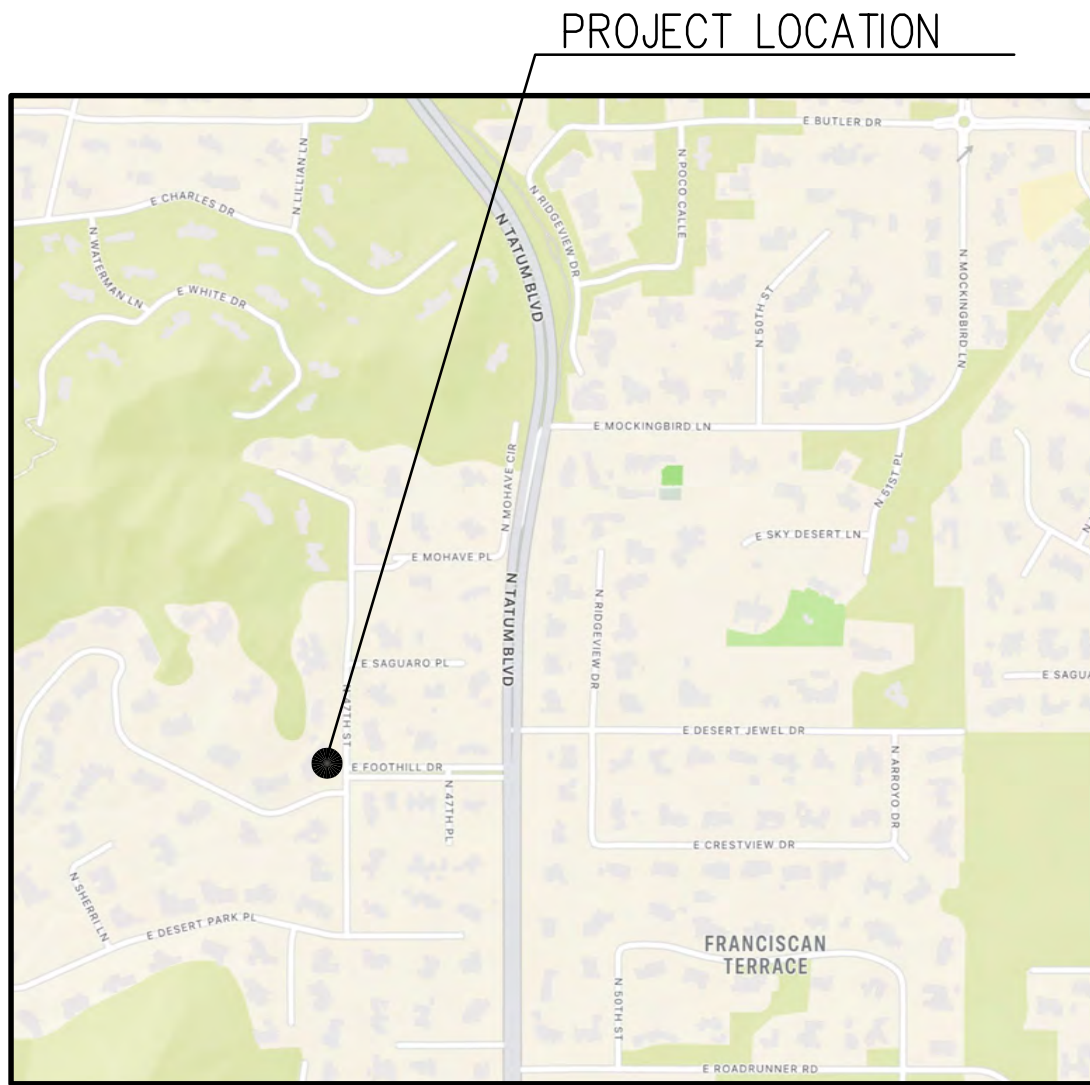 PROJECT LOCATION
E BUTLER DR
N LILLIAN LN
N POCO CALLE
E CHARLES DR
N RIDGEVIEW DR
N WATERMAN LN
N TATUM BLVD
E WHITE DR
N 50TH ST
N MOCKINGBIRD LN
E MOCKINGBIRD LN
N MOHAVE CIR
N 51ST PL
E SKY DESERT LN
E MOHAVE PL
N TATUM BLVD
N RIDGEVIEW DR
E SAGUARO PL
E SAGUA
N 47TH ST
E DESERT JEWEL DR
E FOOTHILL DR
N 47TH PL
N ARROYO DR
E CRESTVIEW DR
N SHERRI LN
E DESERT PARK PL
FRANCISCAN
TERRACE
N 50TH ST
E ROADRUNNER RD